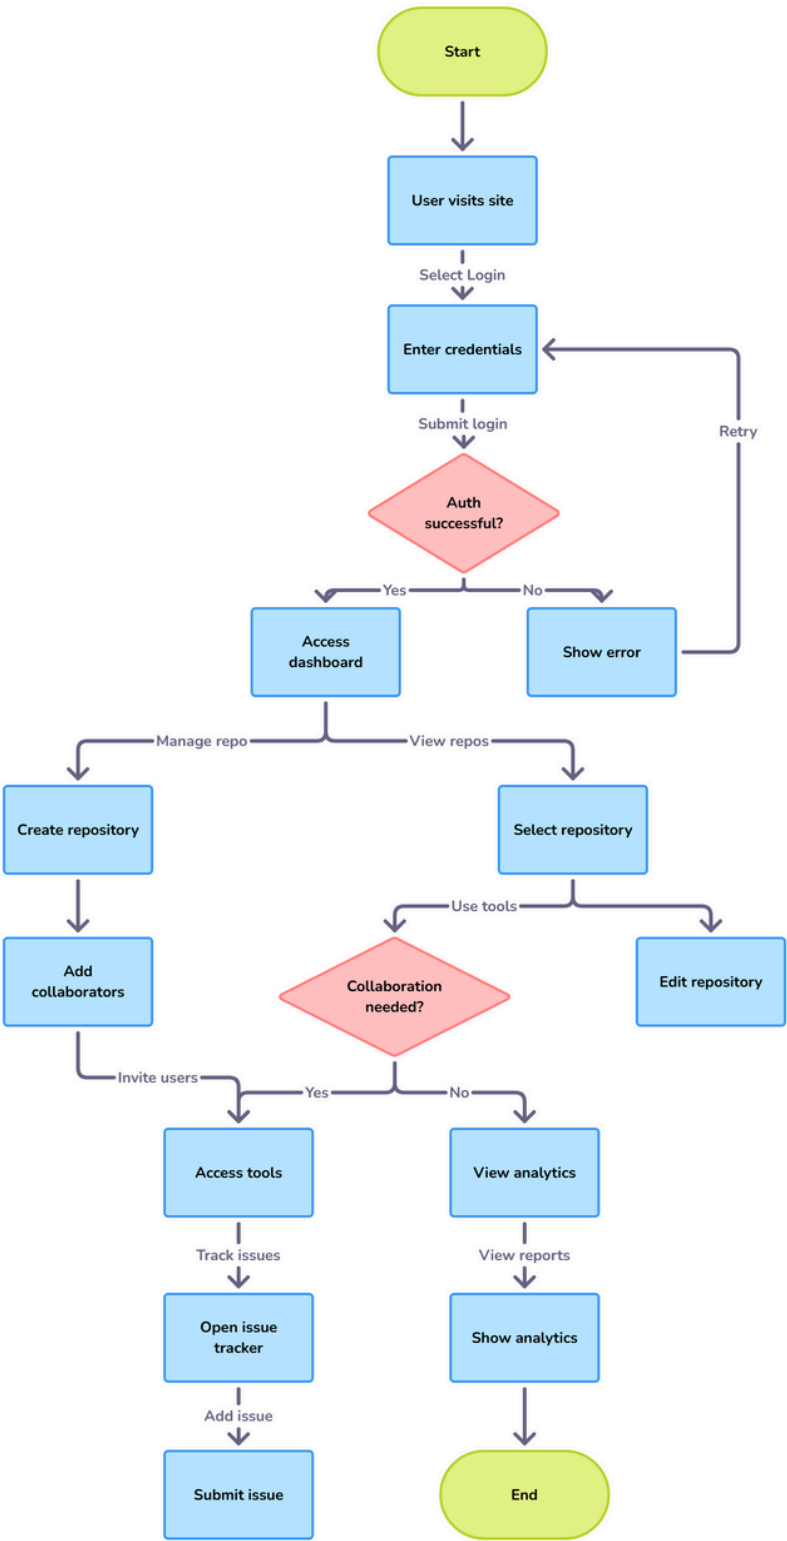 Start
User visits site
Select Login
Enter credentials
Submit login
Retry
Auth
successful?
Yes
No
Access
dashboard
Show error
Manage repo
View repos
Create repository
Select repository
Use tools
Add
collaborators
Collaboration
needed?
Edit repository
Invite users
Yes
No
Access tools
View analytics
Track issues
View reports
Open issue
tracker
Show analytics
Add issue
Submit issue
End